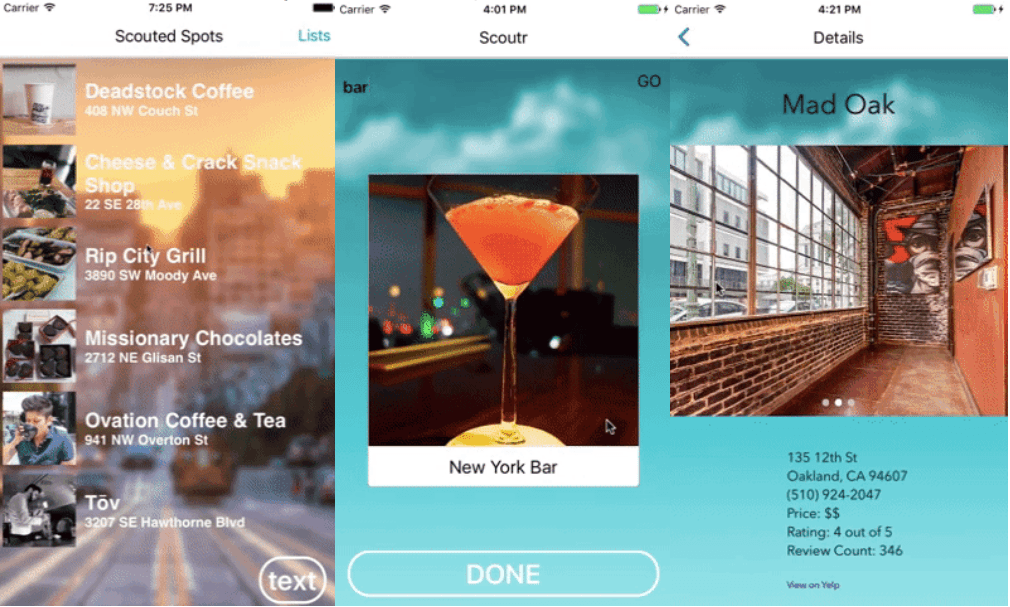 Carrier 7:25 PM
Scouted Spots Lists
Deadstock Coffee
408 NW Couch St
Cheese & Crack Snack
Shop
22 SE 28th Ave
Rip City Grill
3890 SW Moody Ave
Missionary Chocolates
2712 NE Glisan St
Ovation Coffee & Tea
941 NW Overton St
Tōv
3207 SE Hawthorne Blvd
text
Carrier 4:01 PM
Scoutr
bar GO
New York Bar
DONE
Carrier 4:21 PM
Details
Mad Oak
135 12th St
Oakland, CA 94607
(510) 924-2047
Price: $$
Rating: 4 out of 5
Review Count: 346
View on Yelp